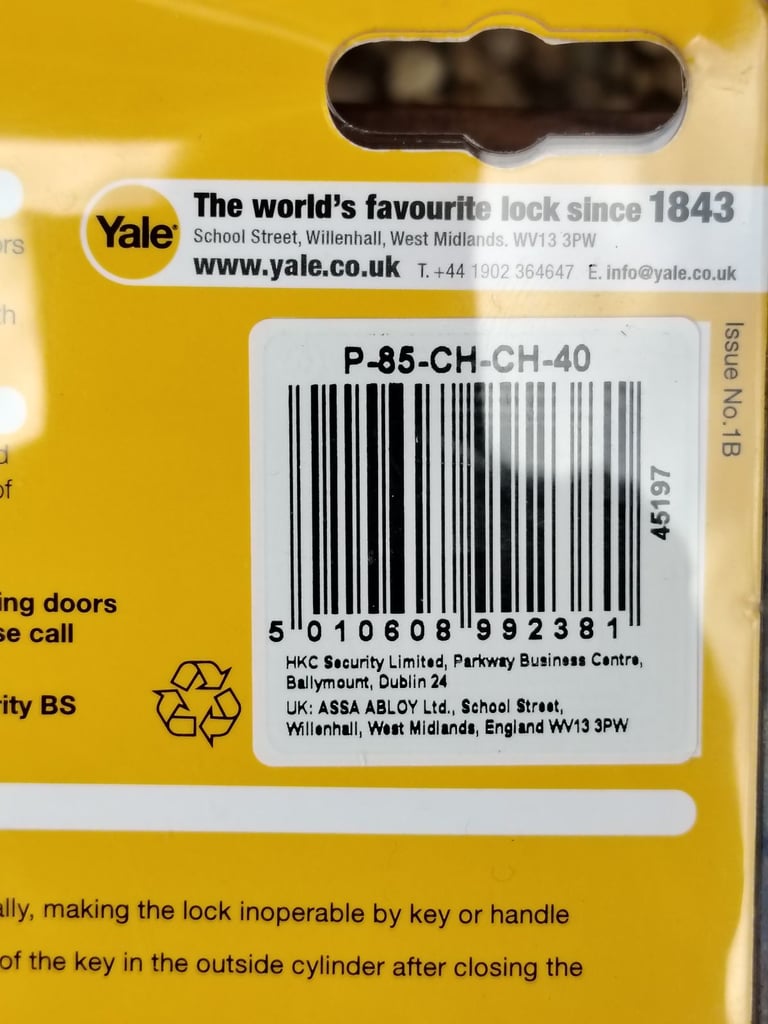 Yale
The world's favourite lock since 1843
School Street, Willenhall, West Midlands. WV13 3PW
www.yale.co.uk T. +44 1902 364647 E. info@yale.co.uk
P-85-CH-CH-40
45197
Issue No.1B
5 010608 992381
HKC Security Limited, Parkway Business Centre,
Ballymount, Dublin 24
UK: ASSA ABLOY Ltd., School Street,
Willenhall, West Midlands, England WV13 3PW
of
ing doors
se call
ity BS
ally, making the lock inoperable by key or handle
of the key in the outside cylinder after closing the